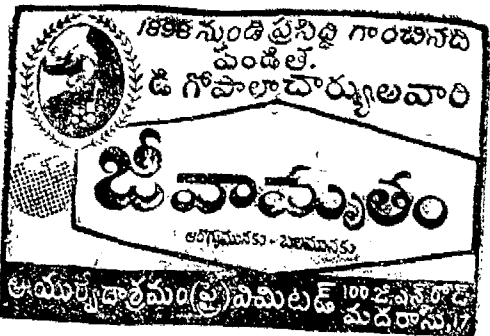 1898 నుండి ప్రసిద్ధి గాంచినది
పండిత.
డి గోపాలాచార్యులవారి
జీవామృతం
ఆరోగ్యమునకు - బలమునకు
ఆయుర్వేదాశ్రమం (ప్రై) లిమిటెడ్
100 జి.ఎన్.రోడ్
మదరాసు, 17